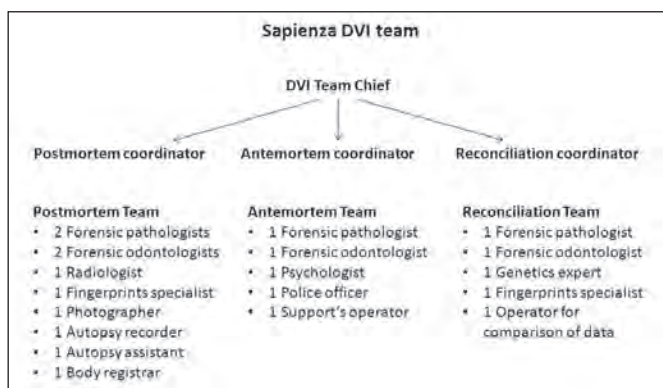 Sapienza DVI team
DVI Team Chief
Postmortem coordinator
Antemortem coordinator
Reconciliation coordinator
Postmortem Team
• 2 Forensic pathologists
• 2 Forensic odontologists
• 1 Radiologist
• 1 Fingerprints specialist
• 1 Photographer
• 1 Autopsy recorder
• 1 Autopsy assistant
• 1 Body registrar
Antemortem Team
• 1 Forensic pathologist
• 1 Forensic odontologist
• 1 Psychologist
• 1 Police officer
• 1 Support's operator
Reconciliation Team
• 1 Forensic pathologist
• 1 Forensic odontologist
• 1 Genetics expert
• 1 Fingerprints specialist
• 1 Operator for
comparison of data